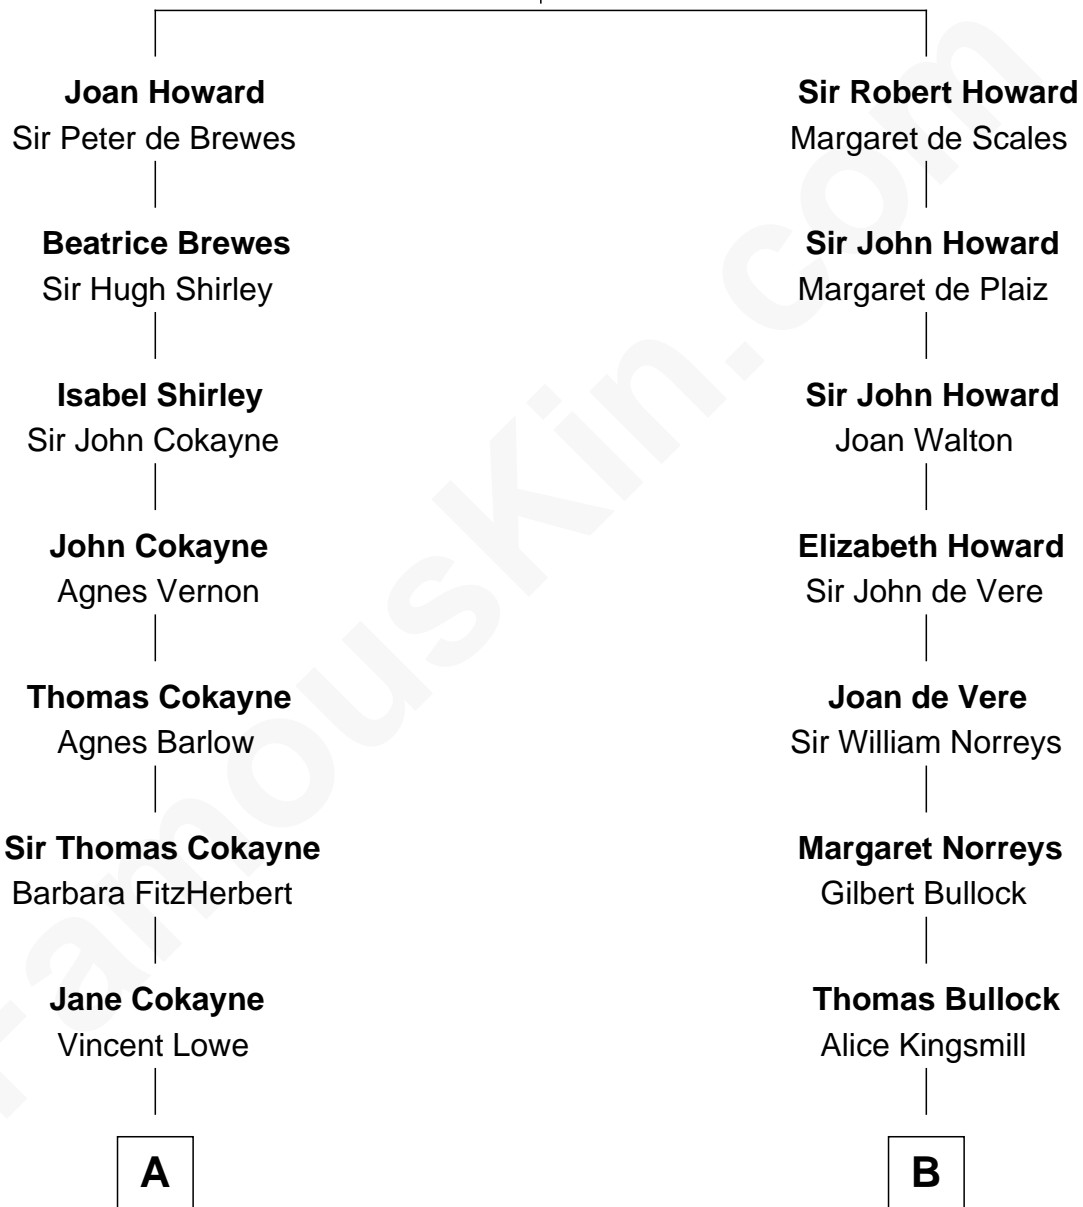 Joan Howard
Sir Peter de Brewes
Beatrice Brewes
Sir Hugh Shirley
Isabel Shirley
Sir John Cokayne
John Cokayne
Agnes Vernon
Thomas Cokayne
Agnes Barlow
Sir Thomas Cokayne
Barbara FitzHerbert
Jane Cokayne
Vincent Lowe
A
Sir Robert Howard
Margaret de Scales
Sir John Howard
Margaret de Plaiz
Sir John Howard
Joan Walton
Elizabeth Howard
Sir John de Vere
Joan de Vere
Sir William Norreys
Margaret Norreys
Gilbert Bullock
Thomas Bullock
Alice Kingsmill
B
FamousKin.com